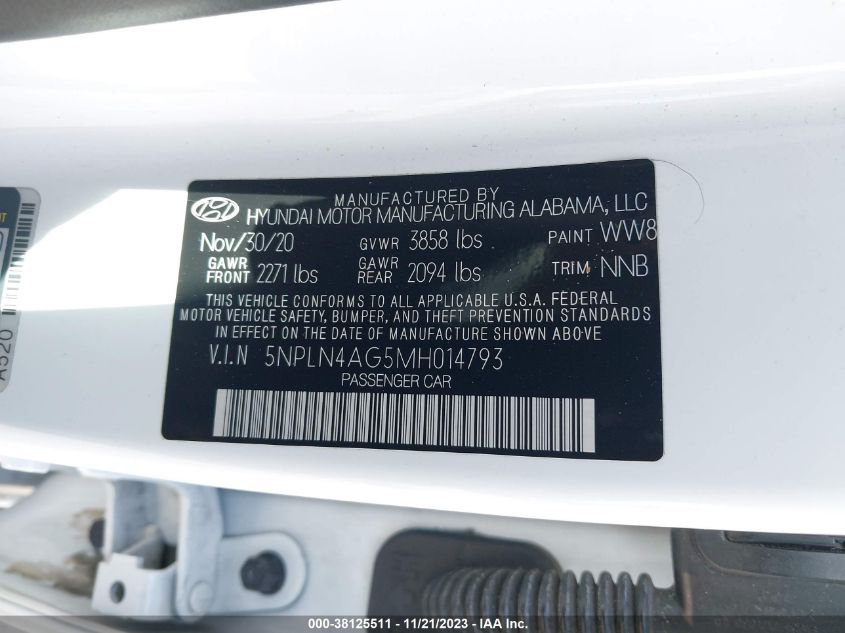 MANUFACTURED BY
HYUNDAI MOTOR MANUFACTURING ALABAMA, LLC
Nov/30/20 GVWR 3858 lbs PAINT WW8
GAWR FRONT 2271 lbs GAWR REAR 2094 lbs TRIM NNB
THIS VEHICLE CONFORMS TO ALL APPLICABLE U.S.A. FEDERAL
MOTOR VEHICLE SAFETY, BUMPER, AND THEFT PREVENTION STANDARDS
IN EFFECT ON THE DATE OF MANUFACTURE SHOWN ABOVE
V.I.N 5NPLN4AG5MH014793
PASSENGER CAR
A520
000-38125511 - 11/21/2023 - IAA Inc.